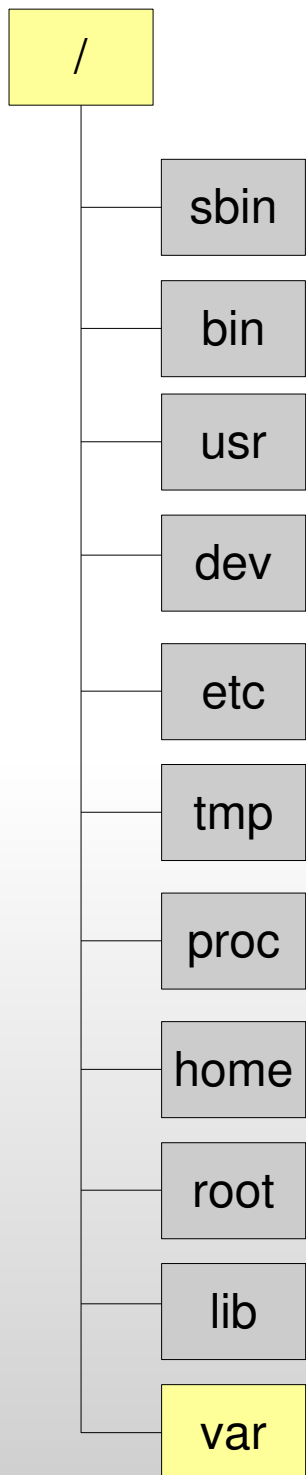 /
sbin
bin
usr
dev
etc
tmp
proc
home
root
lib
var